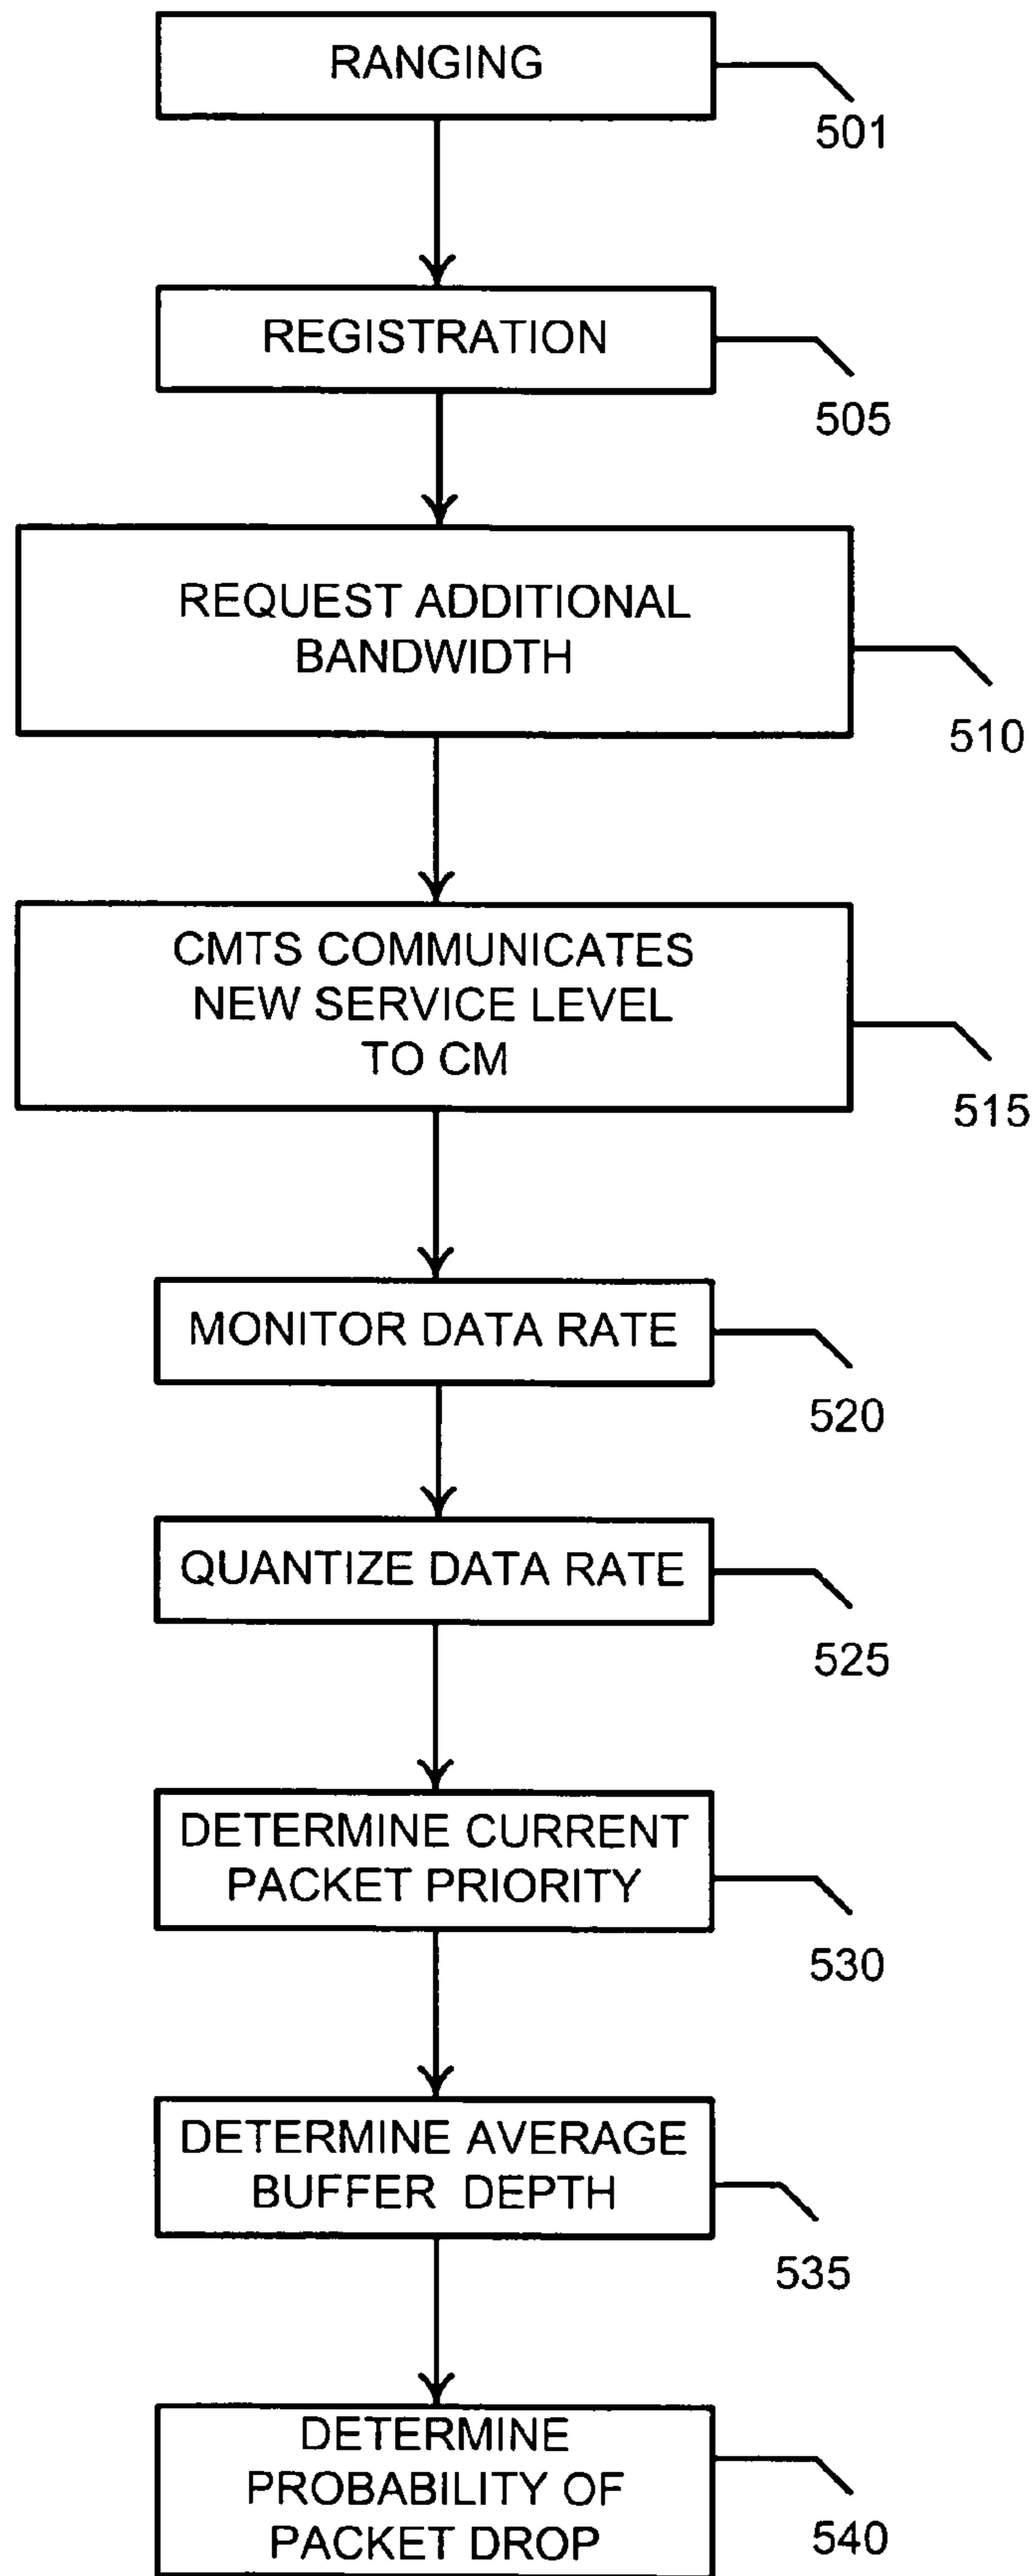 RANGING
501
REGISTRATION
505
REQUEST ADDITIONAL
BANDWIDTH
510
CMTS COMMUNICATES
NEW SERVICE LEVEL
TO CM
515
MONITOR DATA RATE
520
QUANTIZE DATA RATE
525
DETERMINE CURRENT
PACKET PRIORITY
530
DETERMINE AVERAGE
BUFFER DEPTH
535
DETERMINE
PROBABILITY OF
PACKET DROP
540